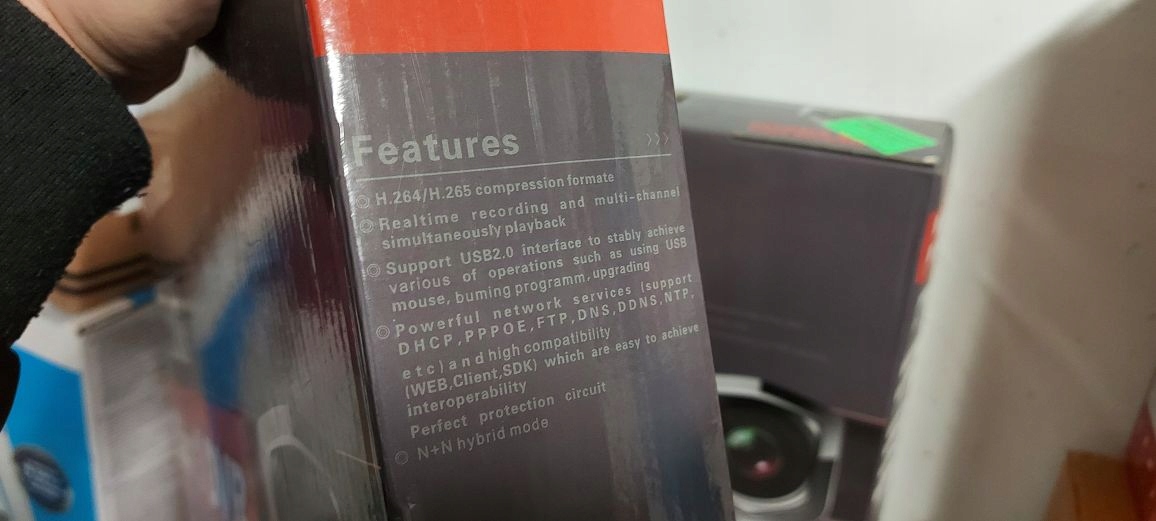 Features
H.264/H.265 compression formate
Realtime recording and multi-channel
simultaneously playback
Support USB2.0 interface to stably achieve
various of operations such as using USB
mouse, buming programm, upgrading
Powerful network services (support
DHCP,PPPOE,FTP,DNS,DDNS,NTP,
etc)and high compatibility
(WEB,Client,SDK) which are easy to achieve
interoperability
Perfect protection circuit
N+N hybrid mode